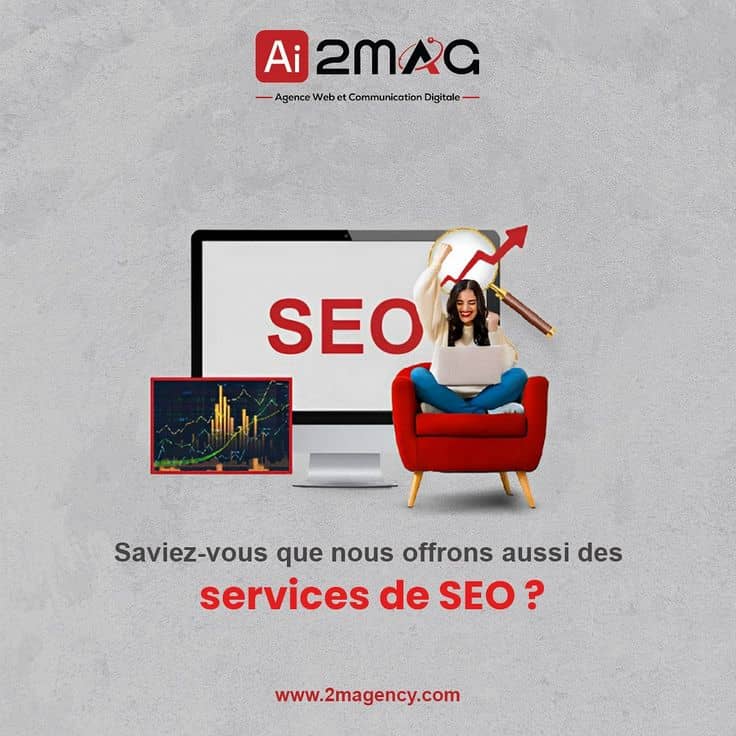 Ai 2MAG
Agence Web et Communication Digitale
SEO
Saviez-vous que nous offrons aussi des
services de SEO ?
www.2magency.com